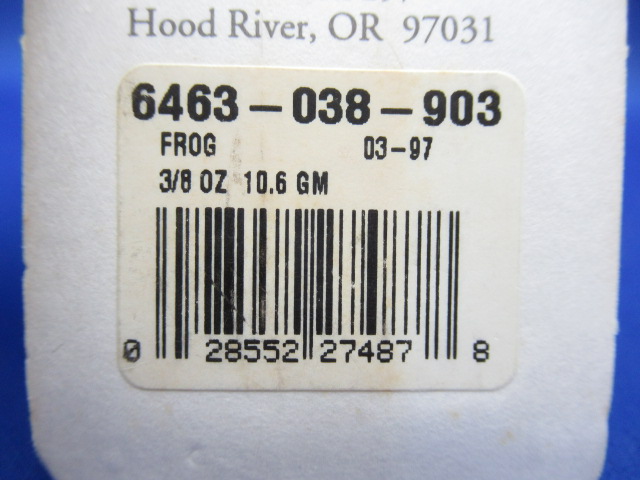 Hood River, OR 97031
6463-038-903
FROG 03-97
3/8 OZ 10.6 GM
0 28552 27487 8